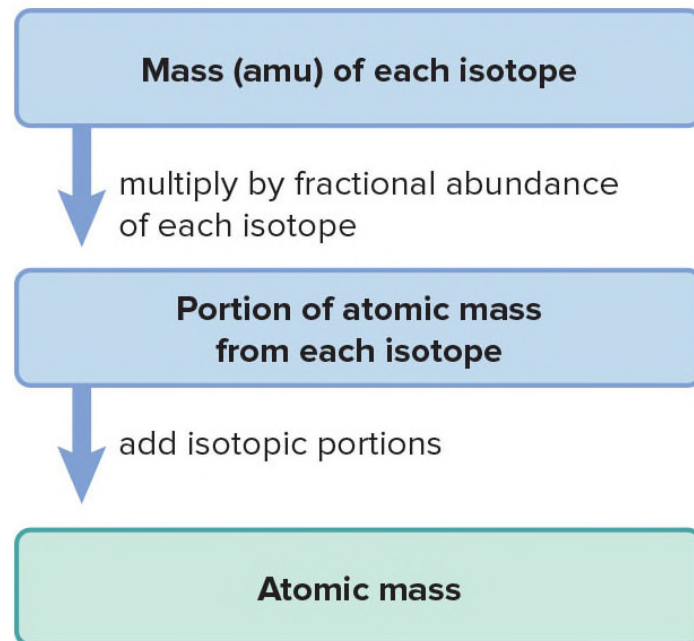 Mass (amu) of each isotope
multiply by fractional abundance
of each isotope
Portion of atomic mass
from each isotope
add isotopic portions
Atomic mass